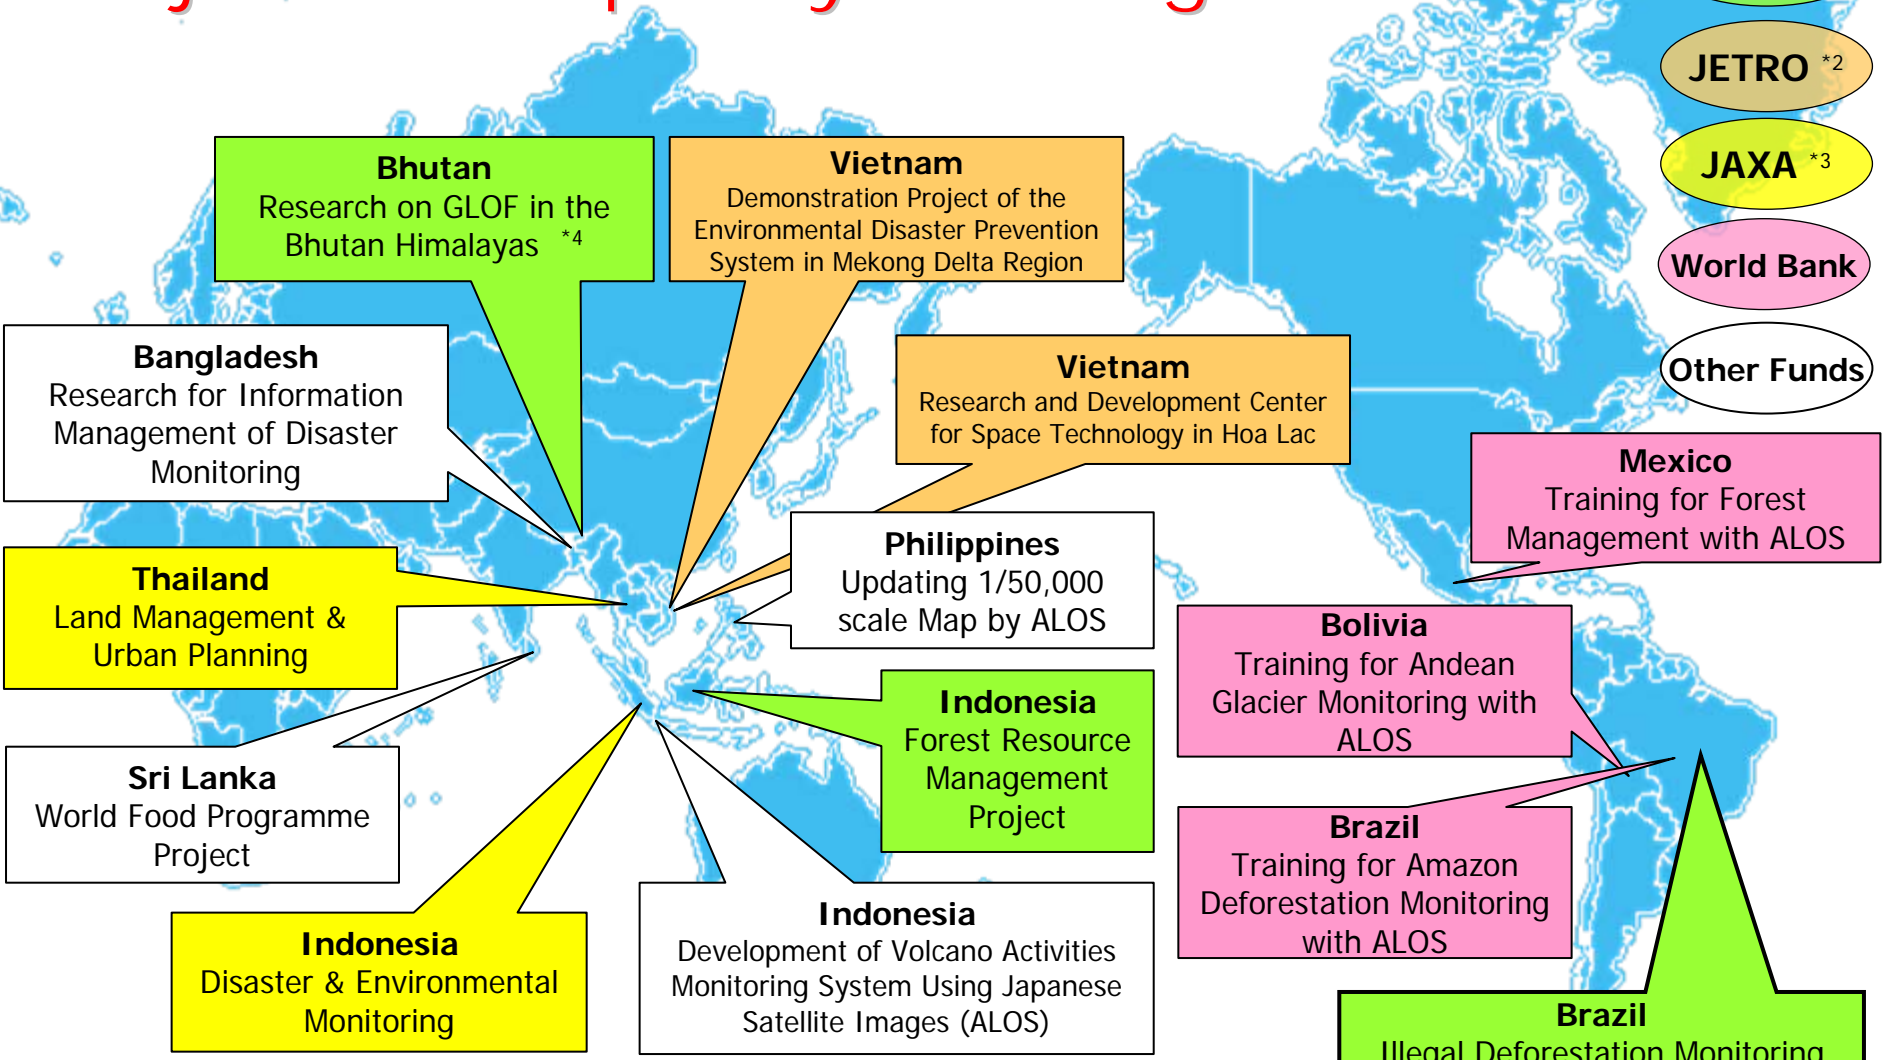 JETRO *2
JAXA *3
World Bank
Other Funds
Bhutan
Research on GLOF in the
Bhutan Himalayas *4
Vietnam
Demonstration Project of the
Environmental Disaster Prevention
System in Mekong Delta Region
Bangladesh
Research for Information
Management of Disaster
Monitoring
Vietnam
Research and Development Center
for Space Technology in Hoa Lac
Mexico
Training for Forest
Management with ALOS
Philippines
Updating 1/50,000
scale Map by ALOS
Thailand
Land Management &
Urban Planning
Bolivia
Training for Andean
Glacier Monitoring with
ALOS
Indonesia
Forest Resource
Management
Project
Sri Lanka
World Food Programme
Project
Brazil
Training for Amazon
Deforestation Monitoring
with ALOS
Indonesia
Disaster & Environmental
Monitoring
Indonesia
Development of Volcano Activities
Monitoring System Using Japanese
Satellite Images (ALOS)
Brazil
Illegal Deforestation Monitoring